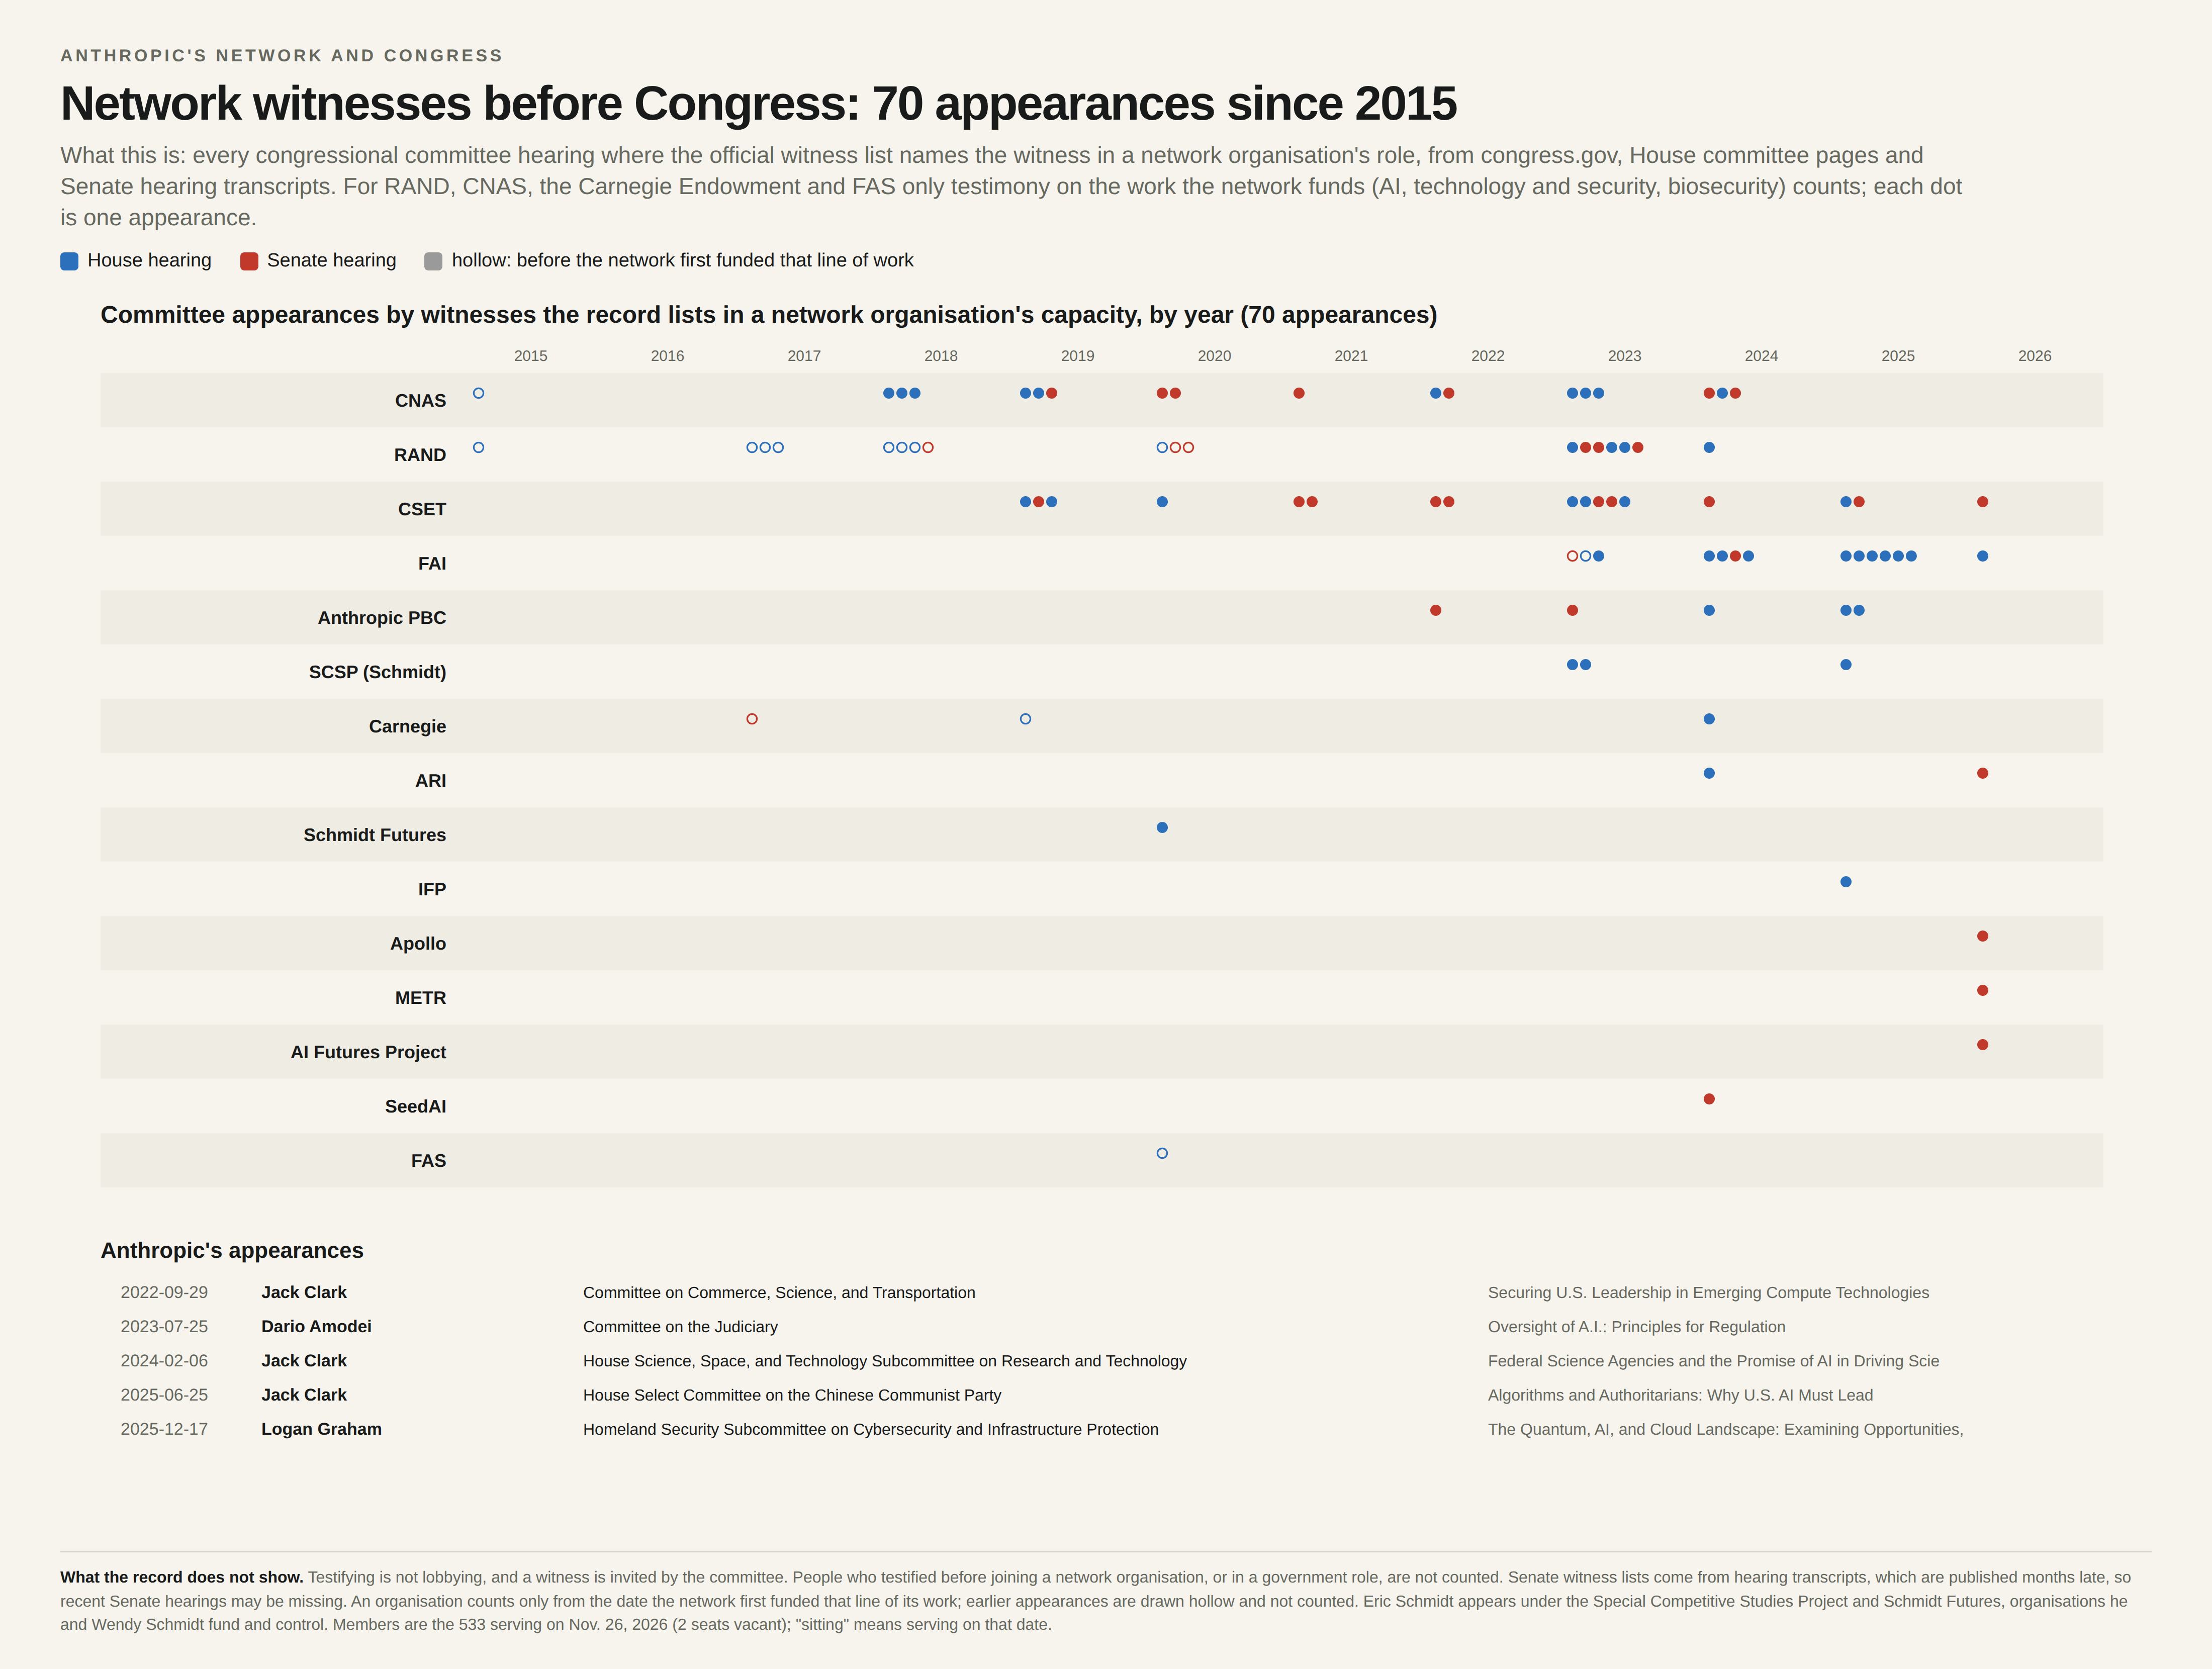 ANTHROPIC'S NETWORK AND CONGRESS
Network witnesses before Congress: 70 appearances since 2015
What this is: every congressional committee hearing where the official witness list names the witness in a network organisation's role, from congress.gov, House committee pages and
Senate hearing transcripts. For RAND, CNAS, the Carnegie Endowment and FAS only testimony on the work the network funds (AI, technology and security, biosecurity) counts; each dot
is one appearance.
House hearing Senate hearing hollow: before the network first funded that line of work
Committee appearances by witnesses the record lists in a network organisation's capacity, by year (70 appearances)
2015 2016 2017 2018 2019 2020 2021 2022 2023 2024 2025 2026
CNAS
RAND
CSET
FAI
Anthropic PBC
SCSP (Schmidt)
Carnegie
ARI
Schmidt Futures
IFP
Apollo
METR
AI Futures Project
SeedAI
FAS
Anthropic's appearances
2022-09-29 Jack Clark Committee on Commerce, Science, and Transportation Securing U.S. Leadership in Emerging Compute Technologies
2023-07-25 Dario Amodei Committee on the Judiciary Oversight of A.I.: Principles for Regulation
2024-02-06 Jack Clark House Science, Space, and Technology Subcommittee on Research and Technology Federal Science Agencies and the Promise of AI in Driving Scie
2025-06-25 Jack Clark House Select Committee on the Chinese Communist Party Algorithms and Authoritarians: Why U.S. AI Must Lead
2025-12-17 Logan Graham Homeland Security Subcommittee on Cybersecurity and Infrastructure Protection The Quantum, AI, and Cloud Landscape: Examining Opportunities,
What the record does not show. Testifying is not lobbying, and a witness is invited by the committee. People who testified before joining a network organisation, or in a government role, are not counted. Senate witness lists come from hearing transcripts, which are published months late, so
recent Senate hearings may be missing. An organisation counts only from the date the network first funded that line of its work; earlier appearances are drawn hollow and not counted. Eric Schmidt appears under the Special Competitive Studies Project and Schmidt Futures, organisations he
and Wendy Schmidt fund and control. Members are the 533 serving on Nov. 26, 2026 (2 seats vacant); "sitting" means serving on that date.